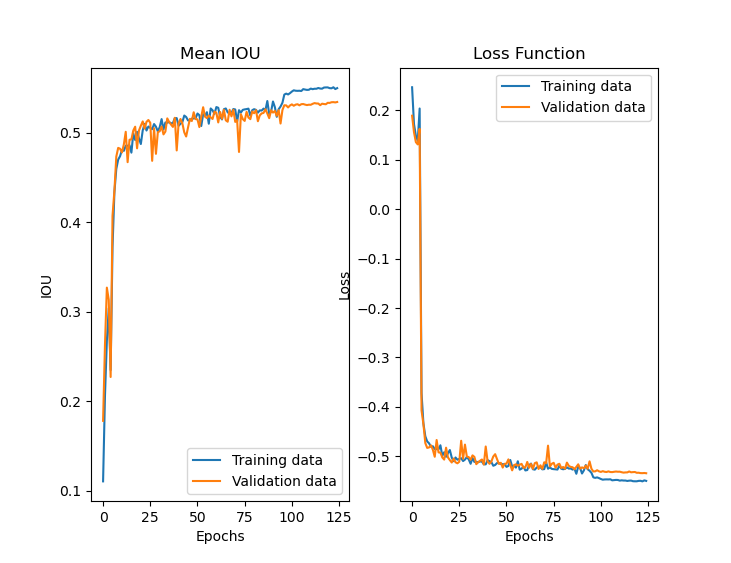 Mean IOU
0.5
0.4
0.3
0.2
0.1
IOU
0 25 50 75 100 125
Epochs
Training data
Validation data
Loss Function
0.2
0.1
0.0
−0.1
−0.2
−0.3
−0.4
−0.5
Loss
0 25 50 75 100 125
Epochs
Training data
Validation data